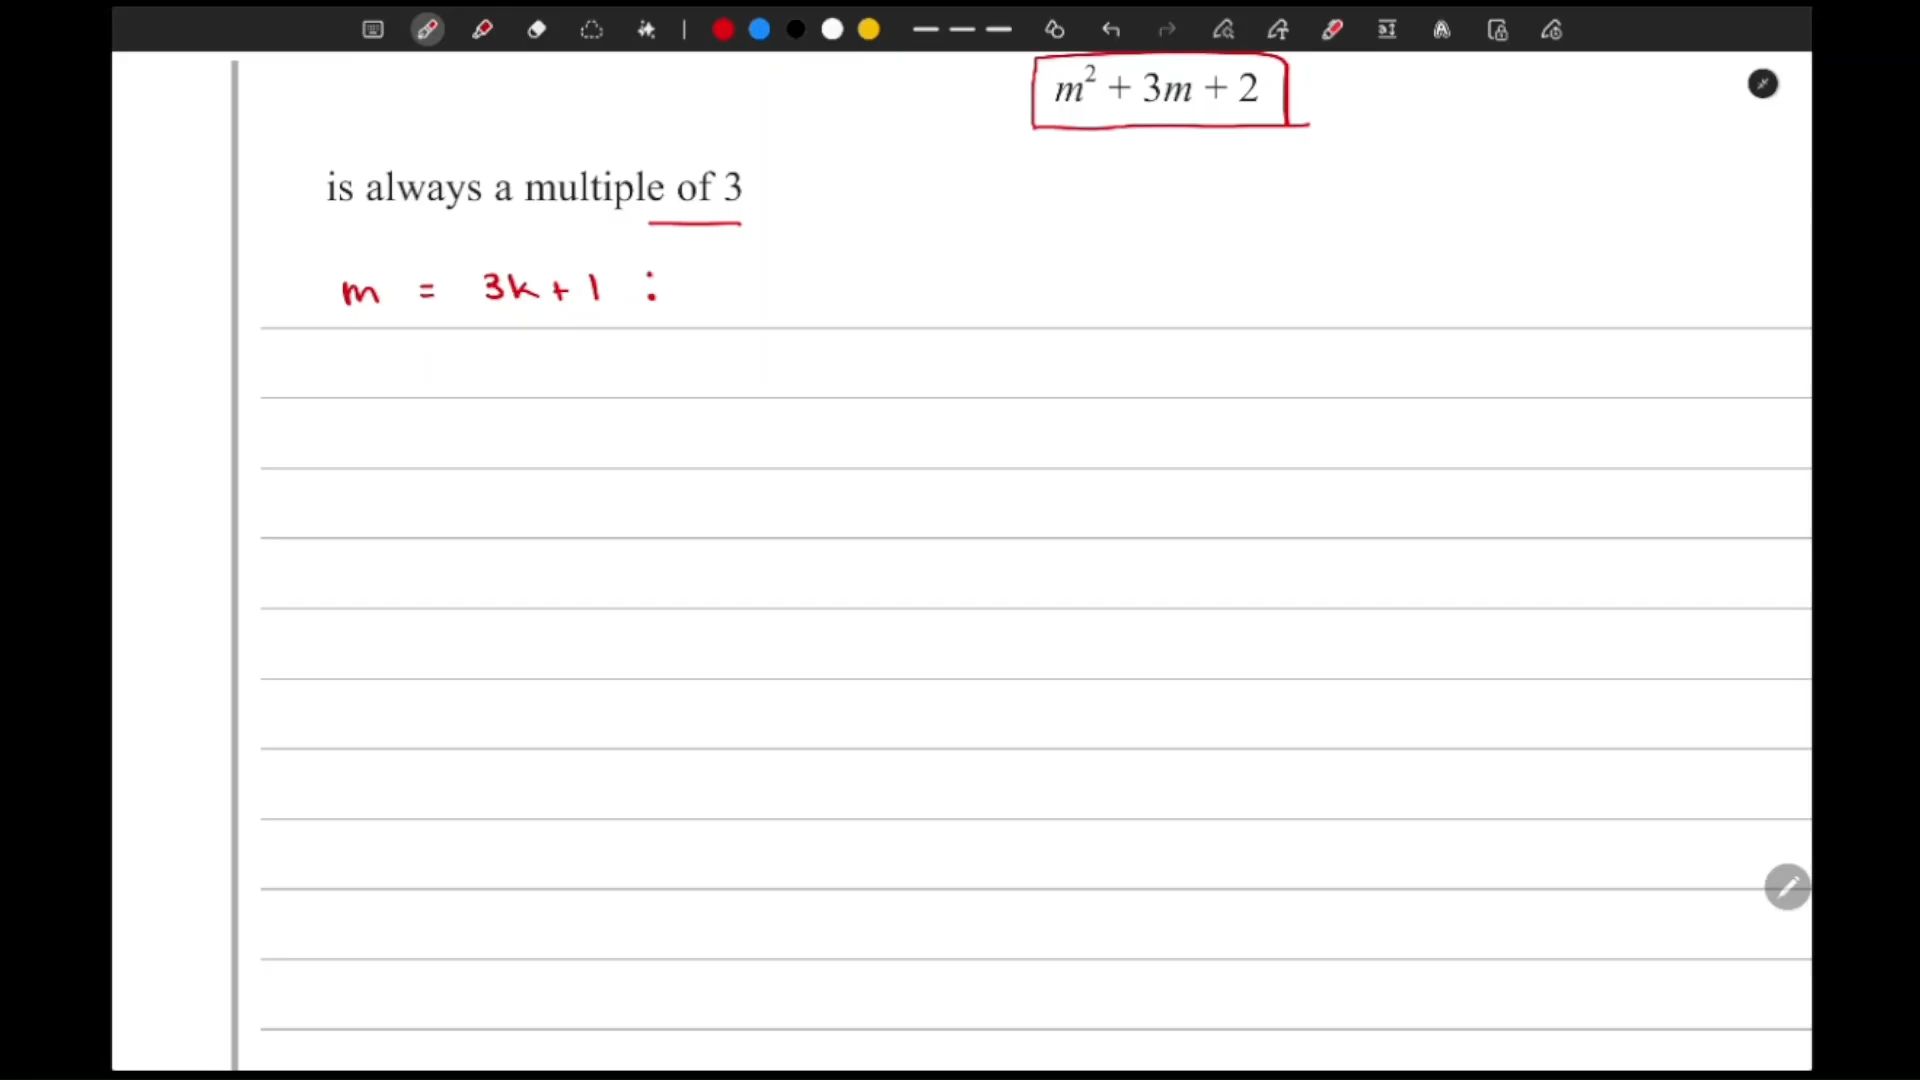 m² + 3m + 2
is always a multiple of 3
m = 3k + 1 :